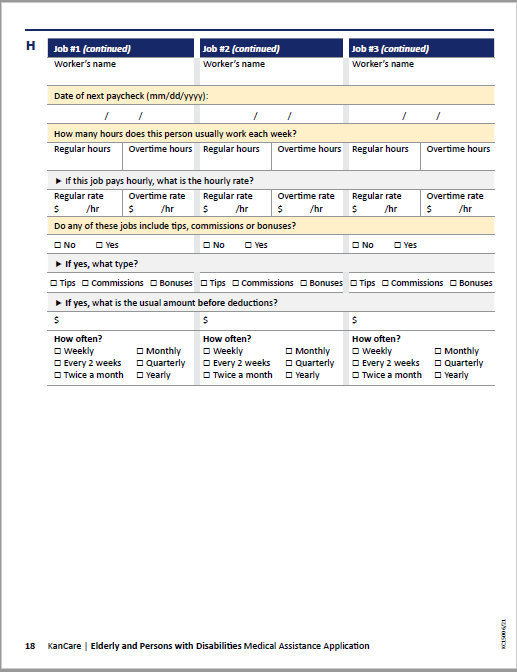 H
Job #1 (continued) Job #2 (continued) Job #3 (continued)
Worker's name Worker's name Worker's name
Date of next paycheck (mm/dd/yyyy):
/ / / / / /
How many hours does this person usually work each week?
Regular hours Overtime hours Regular hours Overtime hours Regular hours Overtime hours
► If this job pays hourly, what is the hourly rate?
Regular rate Overtime rate Regular rate Overtime rate Regular rate Overtime rate
$ /hr $ /hr $ /hr $ /hr $ /hr $ /hr
Do any of these jobs include tips, commissions or bonuses?
☐ No ☐ Yes ☐ No ☐ Yes ☐ No ☐ Yes
► If yes, what type?
☐ Tips ☐ Commissions ☐ Bonuses ☐ Tips ☐ Commissions ☐ Bonuses ☐ Tips ☐ Commissions ☐ Bonuses
► If yes, what is the usual amount before deductions?
$ $ $
How often? How often? How often?
☐ Weekly ☐ Monthly ☐ Weekly ☐ Monthly ☐ Weekly ☐ Monthly
☐ Every 2 weeks ☐ Quarterly ☐ Every 2 weeks ☐ Quarterly ☐ Every 2 weeks ☐ Quarterly
☐ Twice a month ☐ Yearly ☐ Twice a month ☐ Yearly ☐ Twice a month ☐ Yearly
18 KanCare | Elderly and Persons with Disabilities Medical Assistance Application